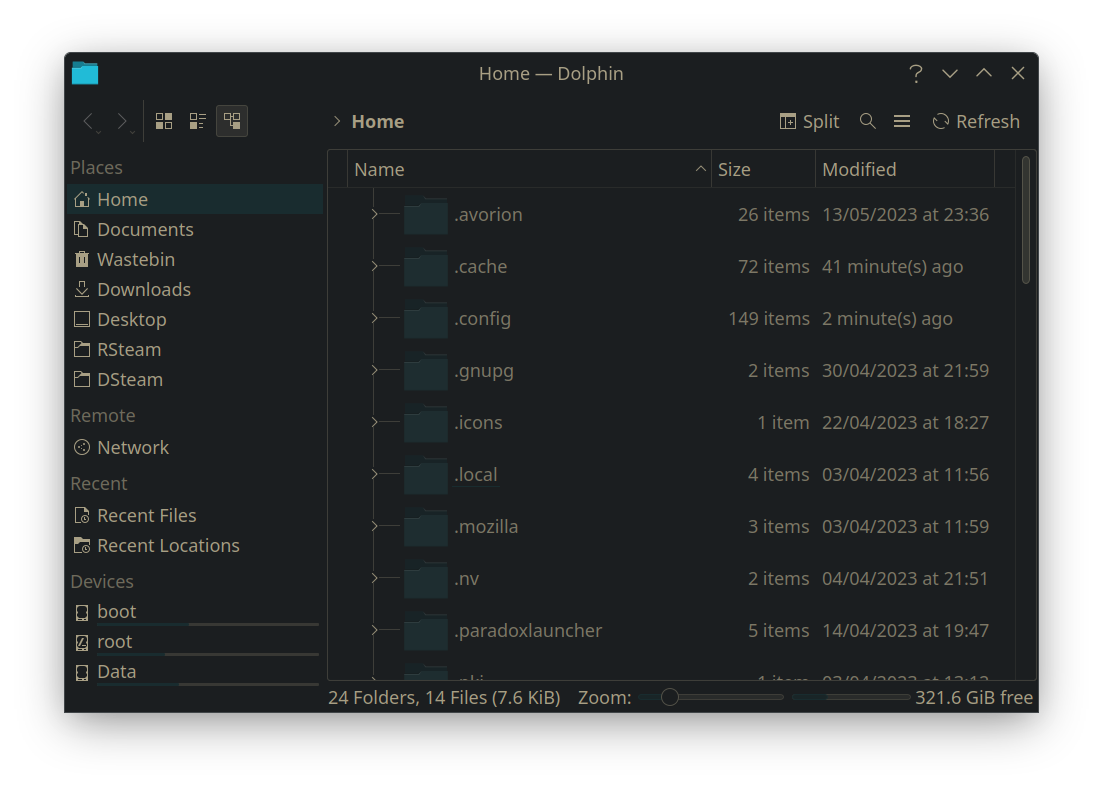 Home — Dolphin
Home
Split
Refresh
Places
Home
Documents
Wastebin
Downloads
Desktop
RSteam
DSteam
Remote
Network
Recent
Recent Files
Recent Locations
Devices
boot
root
Data
Name Size Modified
.avorion 26 items 13/05/2023 at 23:36
.cache 72 items 41 minute(s) ago
.config 149 items 2 minute(s) ago
.gnupg 2 items 30/04/2023 at 21:59
.icons 1 item 22/04/2023 at 18:27
.local 4 items 03/04/2023 at 11:56
.mozilla 3 items 03/04/2023 at 11:59
.nv 2 items 04/04/2023 at 21:51
.paradoxlauncher 5 items 14/04/2023 at 19:47
24 Folders, 14 Files (7.6 KiB) Zoom: 321.6 GiB free